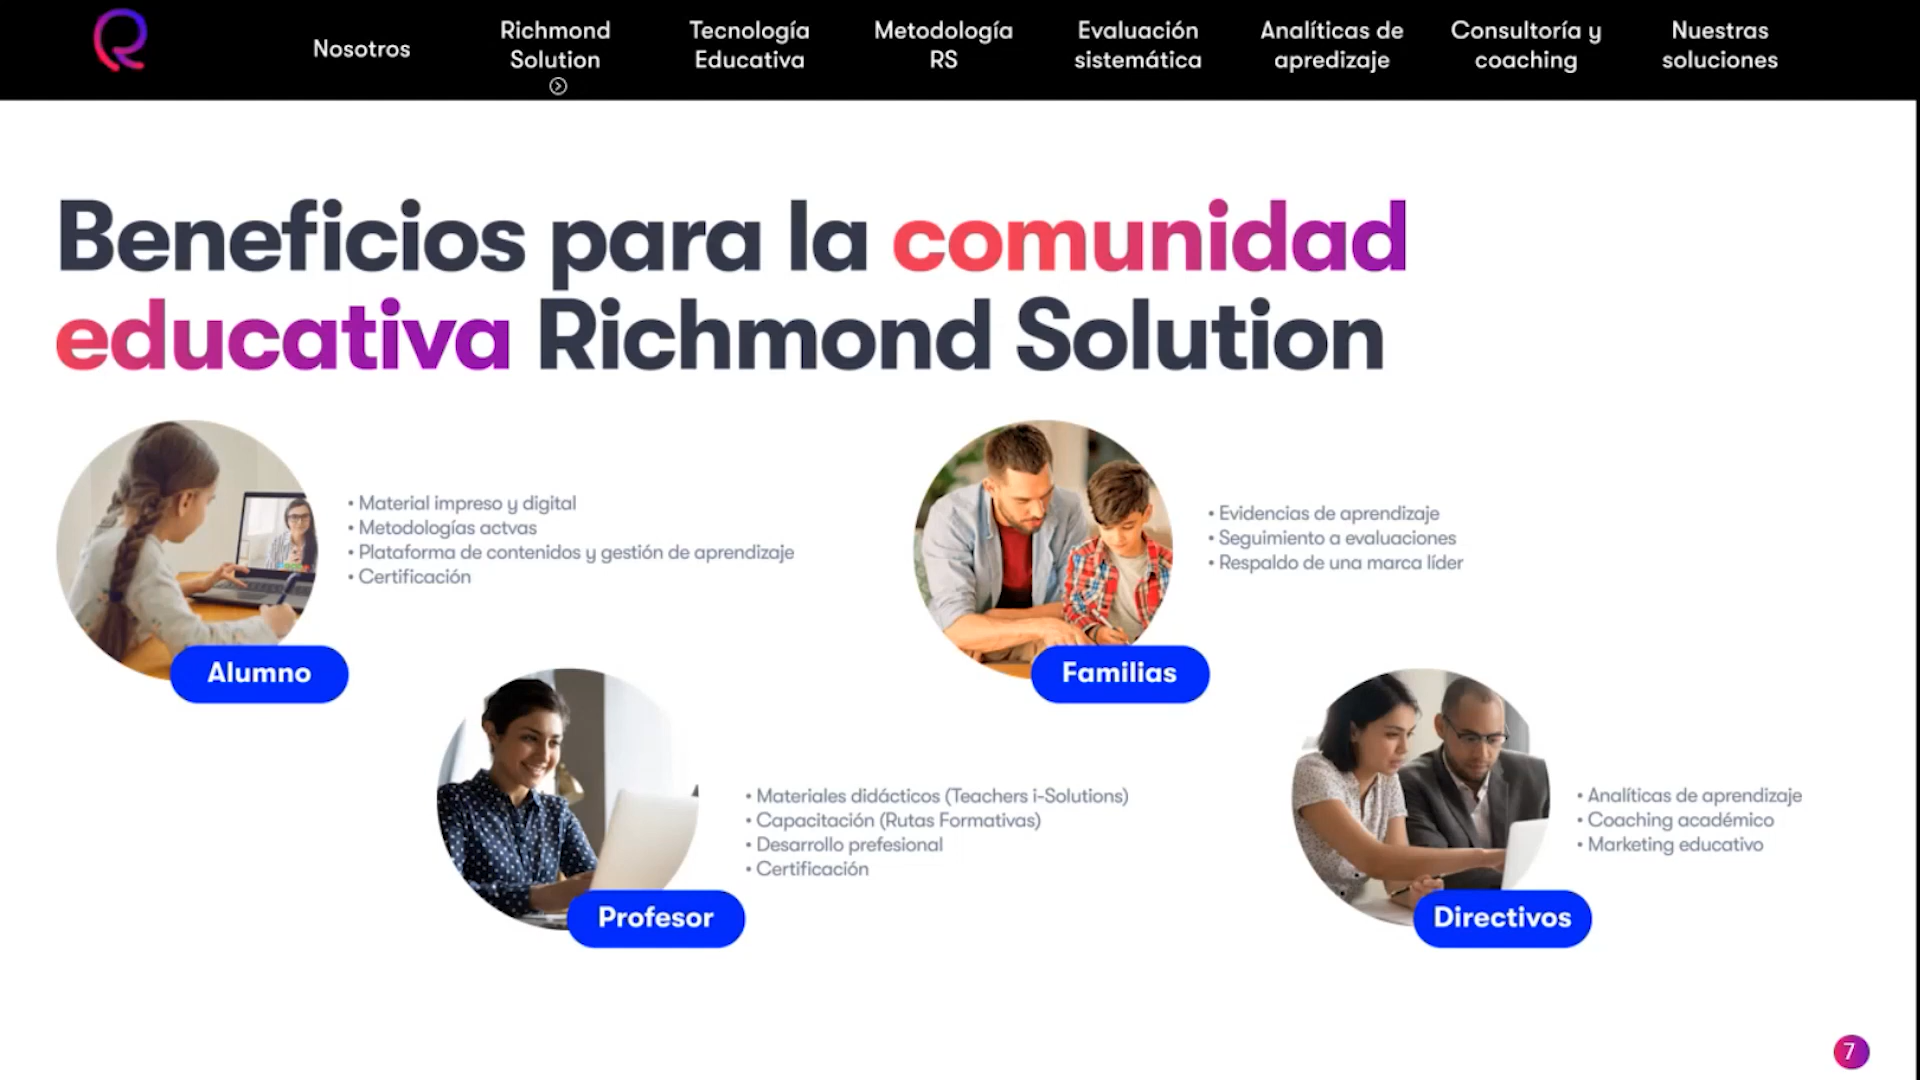 Nosotros
Richmond
Solution
Tecnología
Educativa
Metodología
RS
Evaluación
sistemática
Analíticas de
apredizaje
Consultoría y
coaching
Nuestras
soluciones
Beneficios para la comunidad
educativa Richmond Solution
• Material impreso y digital
• Metodologías actvas
• Plataforma de contenidos y gestión de aprendizaje
• Certificación
Alumno
• Evidencias de aprendizaje
• Seguimiento a evaluaciones
• Respaldo de una marca líder
Familias
• Materiales didácticos (Teachers i-Solutions)
• Capacitación (Rutas Formativas)
• Desarrollo prefesional
• Certificación
Profesor
• Analíticas de aprendizaje
• Coaching académico
• Marketing educativo
Directivos
7